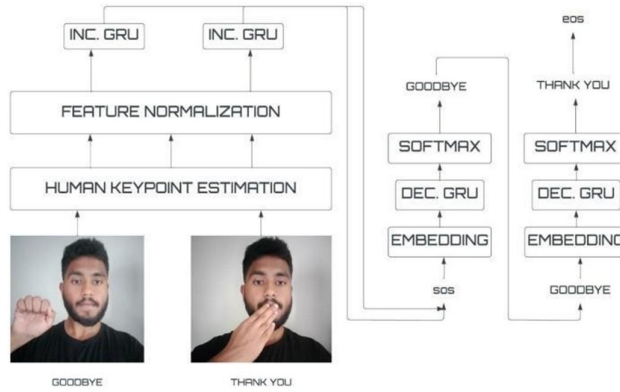 INC. GRU
INC. GRU
FEATURE NORMALIZATION
HUMAN KEYPOINT ESTIMATION
GOODBYE
THANK YOU
GOODBYE
SOFTMAX
DEC. GRU
EMBEDDING
sos
eos
THANK YOU
SOFTMAX
DEC. GRU
EMBEDDING
GOODBYE